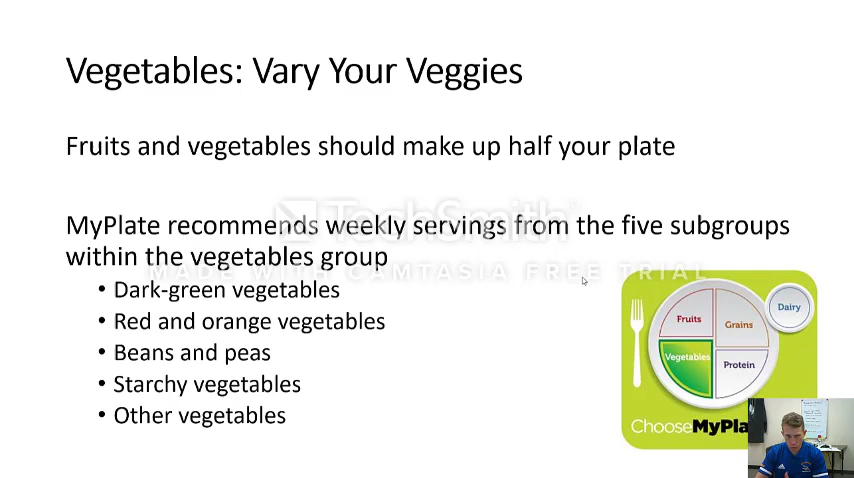 Vegetables: Vary Your Veggies
Fruits and vegetables should make up half your plate
TechSmith
MyPlate recommends weekly servings from the five subgroups
within the vegetables group
MADE WITH CAMTASIA FREE TRIAL
• Dark-green vegetables
• Red and orange vegetables
• Beans and peas
• Starchy vegetables
• Other vegetables
Dairy
Fruits
Grains
Vegetables
Protein
ChooseMyPla